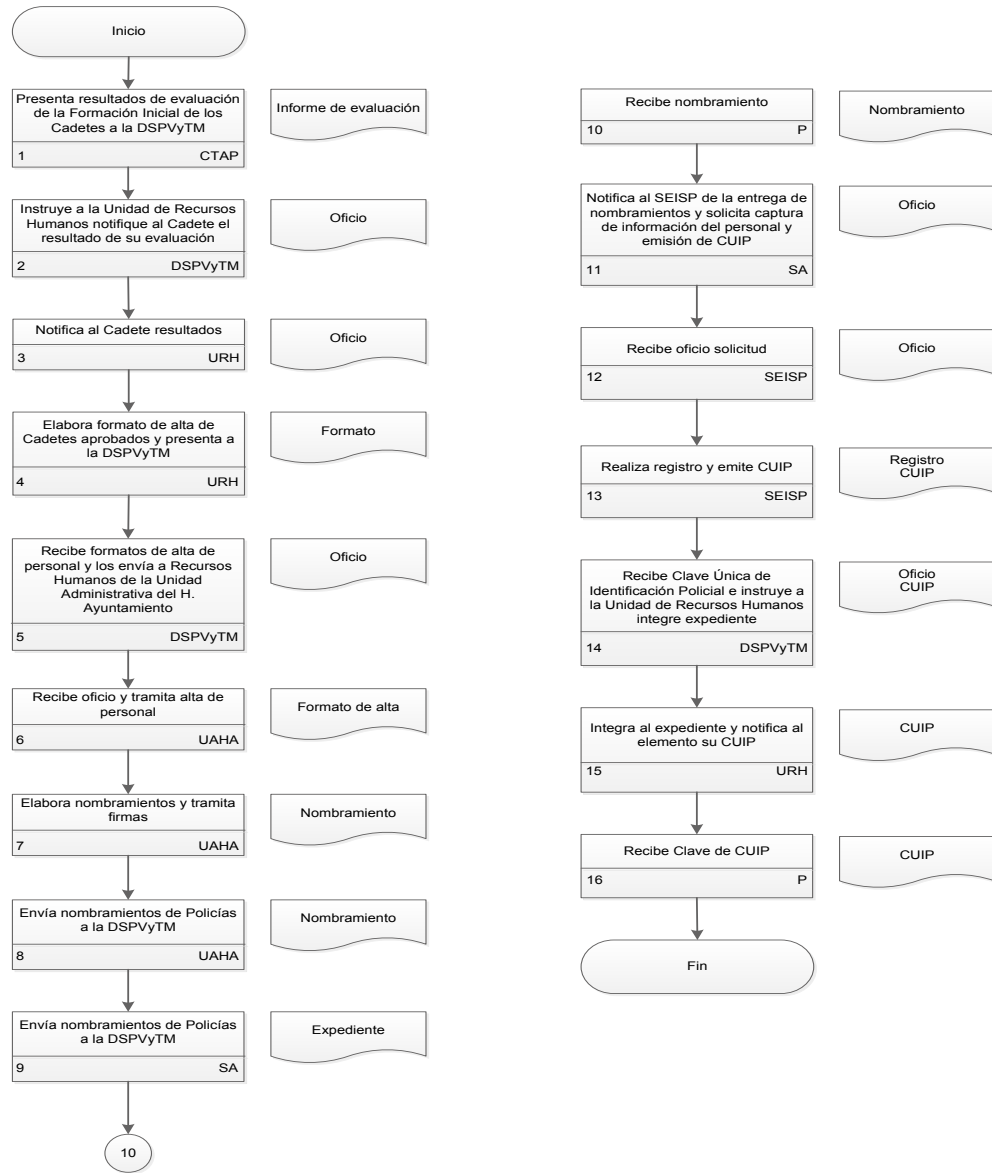 Inicio
Presenta resultados de evaluación
de la Formación Inicial de los
Cadetes a la DSPVyTM
1 CTAP
Informe de evaluación
Instruye a la Unidad de Recursos
Humanos notifique al Cadete el
resultado de su evaluación
2 DSPVyTM
Oficio
Notifica al Cadete resultados
3 URH
Oficio
Elabora formato de alta de
Cadetes aprobados y presenta a
la DSPVyTM
4 URH
Formato
Recibe formatos de alta de
personal y los envía a Recursos
Humanos de la Unidad
Administrativa del H.
Ayuntamiento
5 DSPVyTM
Oficio
Recibe oficio y tramita alta de
personal
6 UAHA
Formato de alta
Elabora nombramientos y tramita
firmas
7 UAHA
Nombramiento
Envía nombramientos de Policías
a la DSPVyTM
8 UAHA
Nombramiento
Envía nombramientos de Policías
a la DSPVyTM
9 SA
Expediente
10
Recibe nombramiento
10 P
Nombramiento
Notifica al SEISP de la entrega de
nombramientos y solicita captura
de información del personal y
emisión de CUIP
11 SA
Oficio
Recibe oficio solicitud
12 SEISP
Oficio
Realiza registro y emite CUIP
13 SEISP
Registro
CUIP
Recibe Clave Única de
Identificación Policial e instruye a
la Unidad de Recursos Humanos
integre expediente
14 DSPVyTM
Oficio
CUIP
Integra al expediente y notifica al
elemento su CUIP
15 URH
CUIP
Recibe Clave de CUIP
16 P
CUIP
Fin